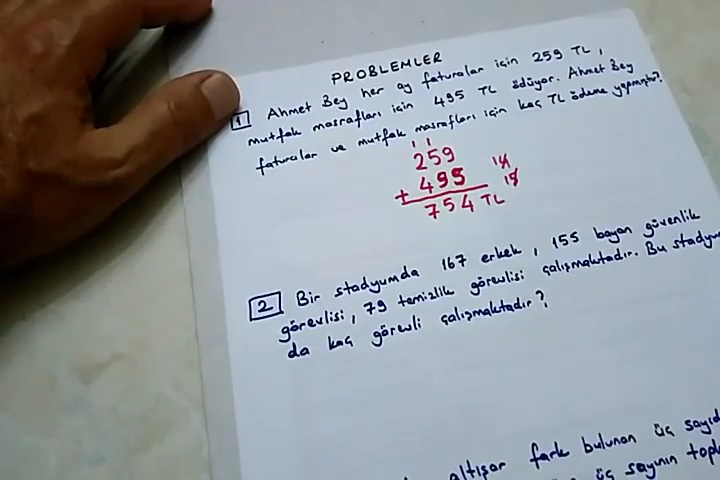 PROBLEMLER
1 Ahmet Bey her ay faturalar için 259 TL,
mutfak masrafları için 495 TL ödüyor. Ahmet Bey
faturalar ve mutfak masrafları için kaç TL ödeme yapmıştır?
1 1
259
+ 495
754 TL
14
15
2 Bir stadyumda 167 erkek, 155 bayan güvenlik
görevlisi, 79 temizlik görevlisi çalışmaktadır. Bu stadyum
da kaç görevli çalışmaktadır?
altışar fark bulunan üç sayıd
üç sayının topl